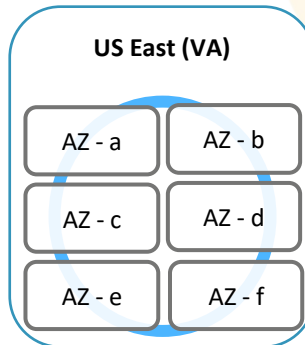 US East (VA)
AZ - a
AZ - b
AZ - c
AZ - d
AZ - e
AZ - f